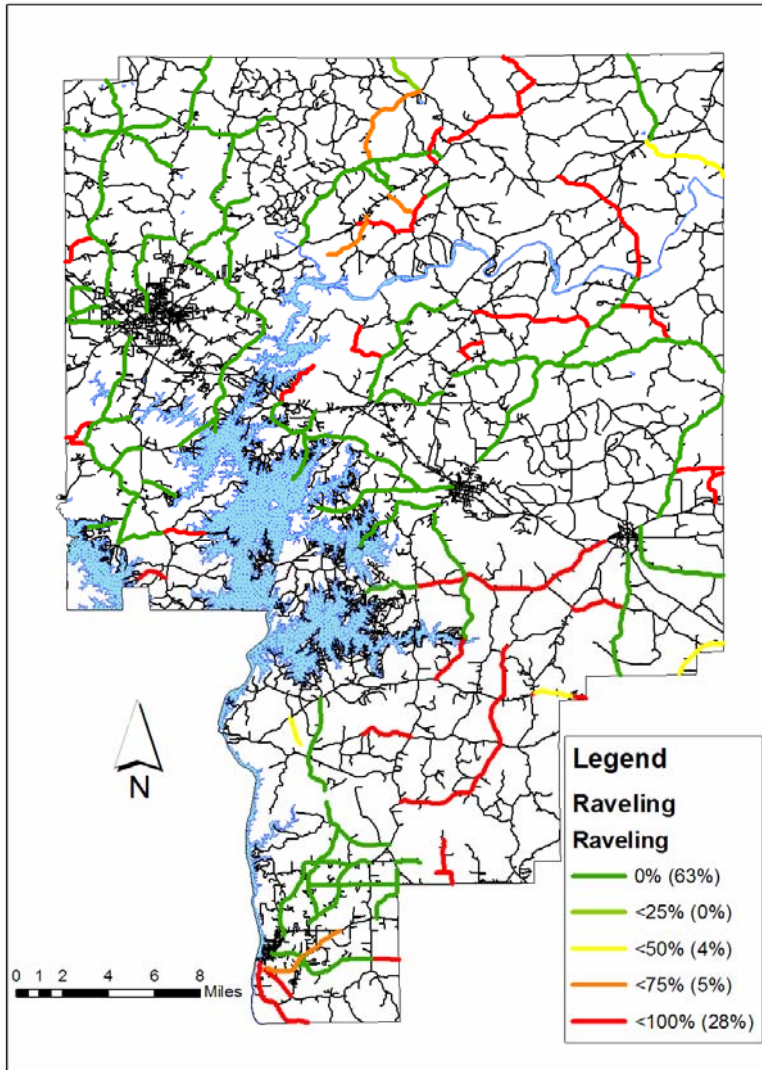 N
0 1 2 4 6 8
Miles
Legend
Raveling
Raveling
0% (63%)
<25% (0%)
<50% (4%)
<75% (5%)
<100% (28%)